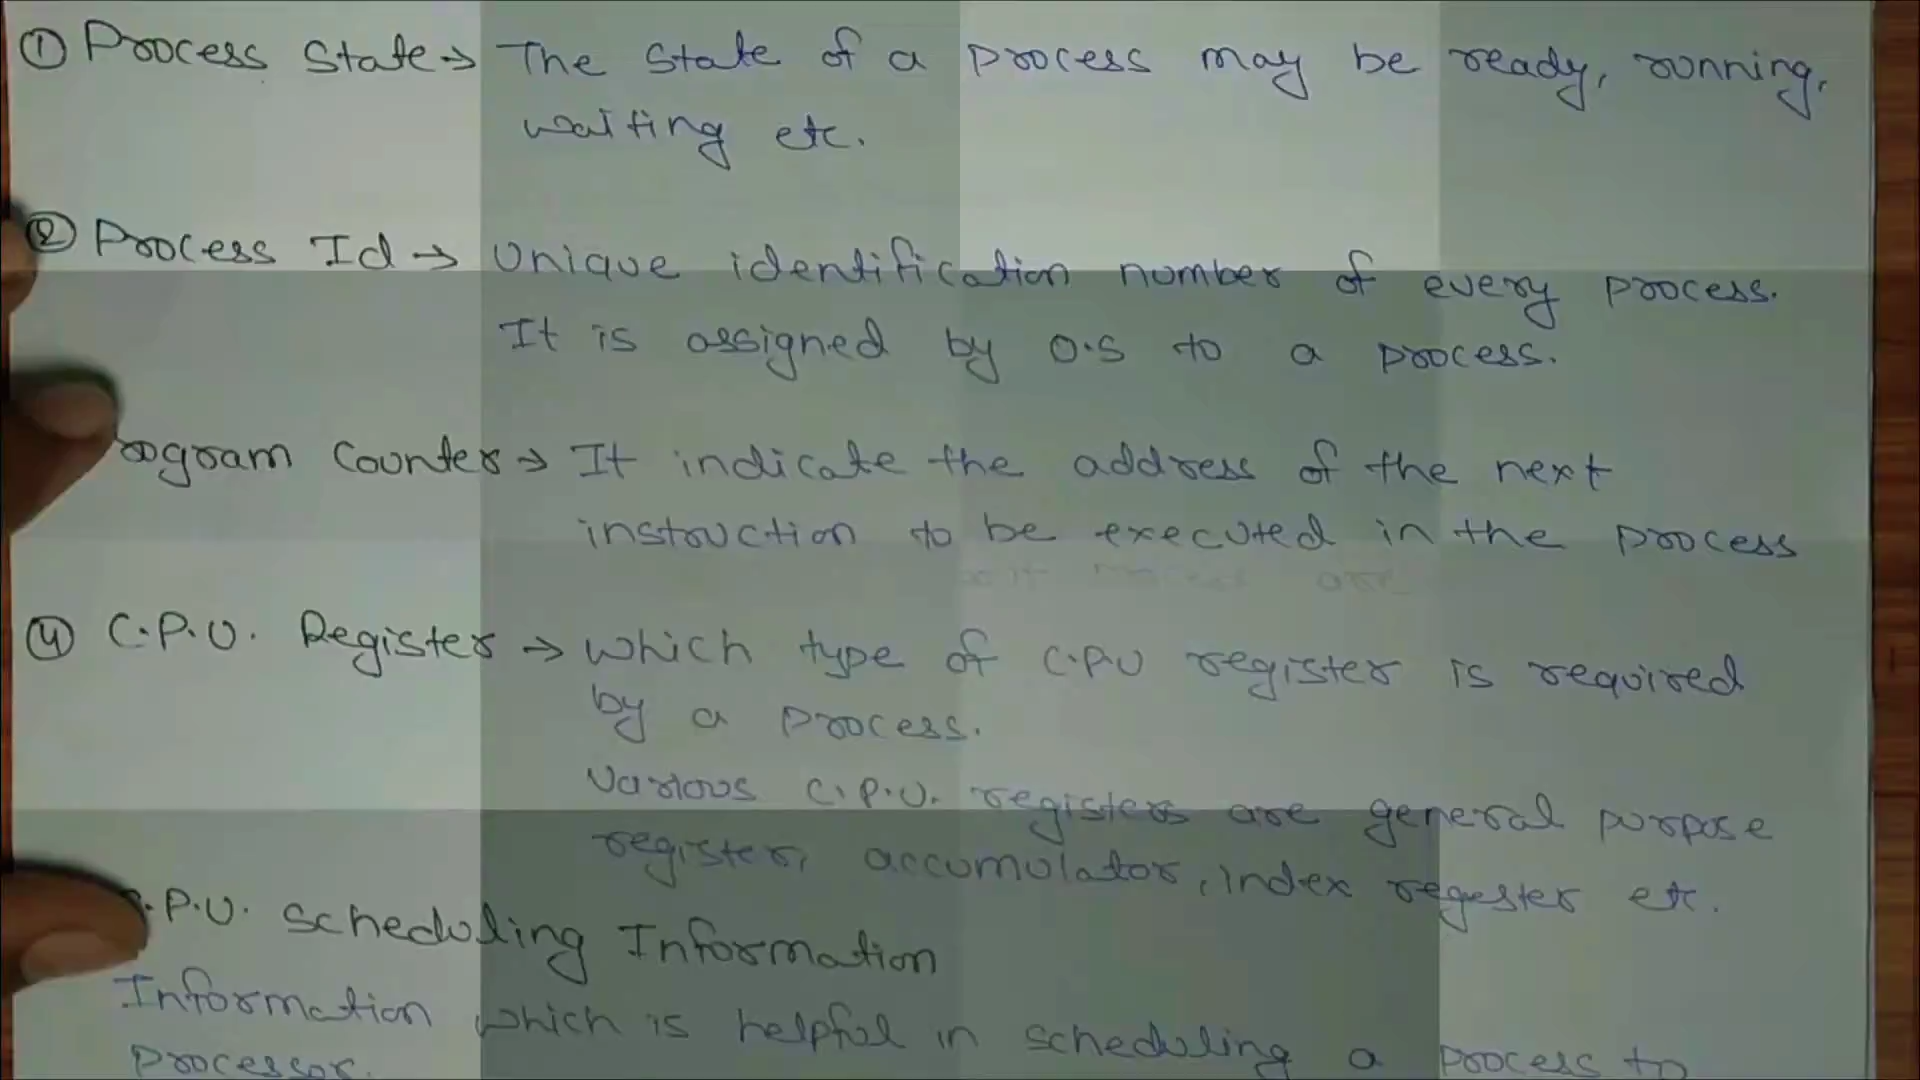 ① Process State → The State of a process may be ready, running,
waiting etc.
② Process Id → Unique identification number of every process.
It is assigned by O.S to a process.
rogram Counter → It indicate the address of the next
instruction to be executed in the process
④ C.P.U. Register → which type of C.P.U register is required
by a process.
Various C.P.U. registers are general purpose
register, accumulator, index regester etc.
.P.U. Scheduling Information
Information which is helpful in scheduling a process to
processor.